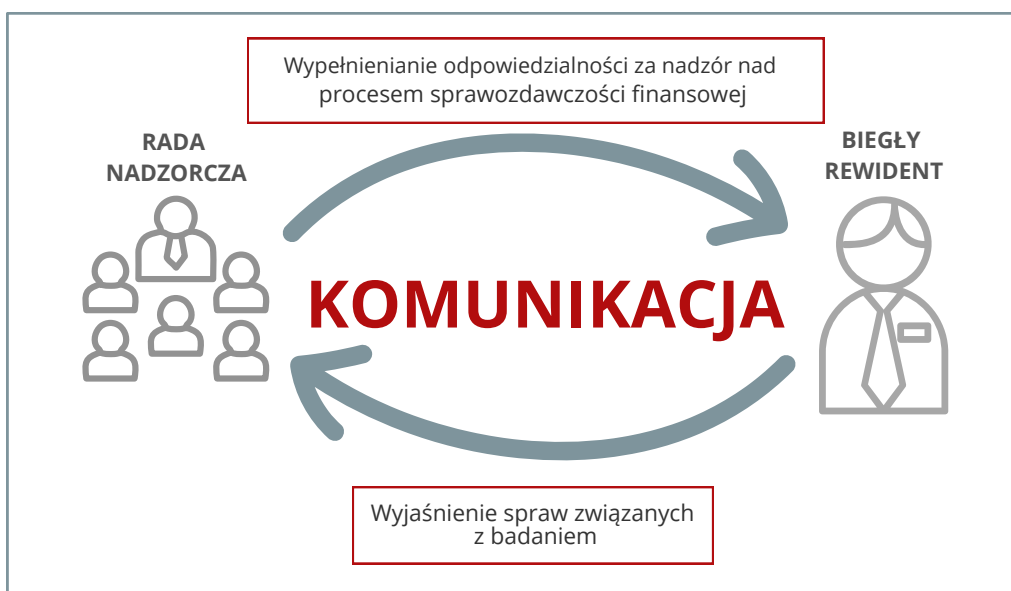 Wypełnienianie odpowiedzialności za nadzór nad
procesem sprawozdawczości finansowej
RADA
NADZORCZA
BIEGŁY
REWIDENT
KOMUNIKACJA
Wyjaśnienie spraw związanych
z badaniem